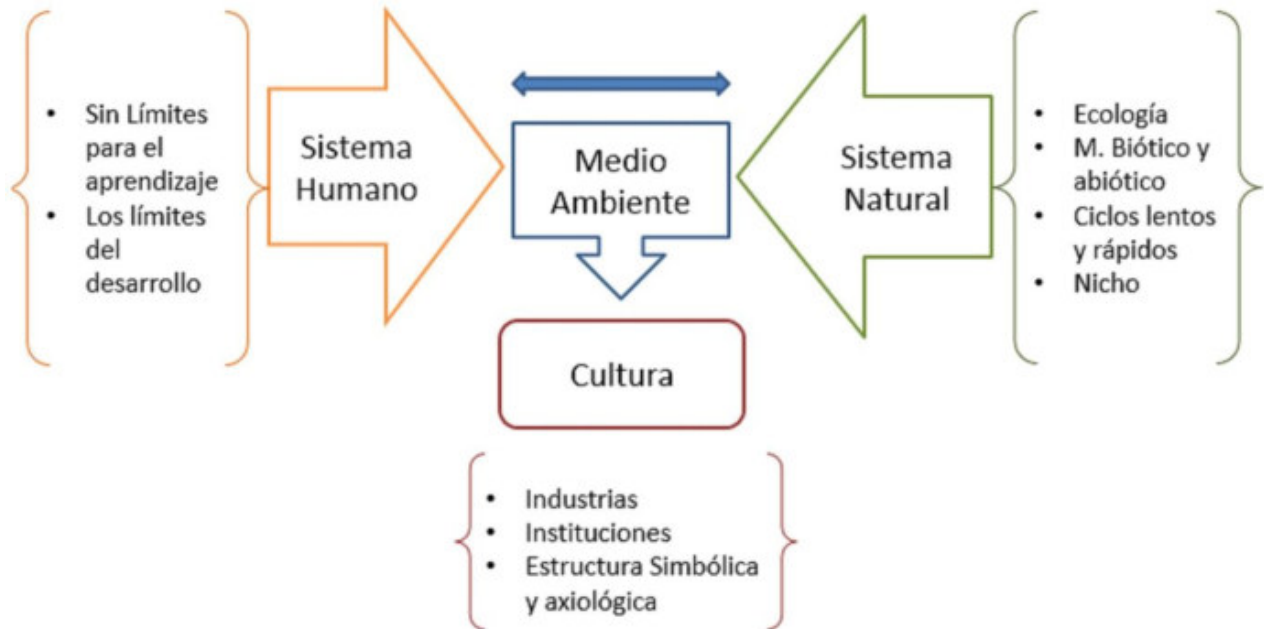 • Sin Límites
para el
aprendizaje
• Los límites
del
desarrollo
Sistema
Humano
Medio
Ambiente
Sistema
Natural
• Ecología
• M. Biótico y
abiótico
• Ciclos lentos
y rápidos
• Nicho
Cultura
• Industrias
• Instituciones
• Estructura Simbólica
y axiológica